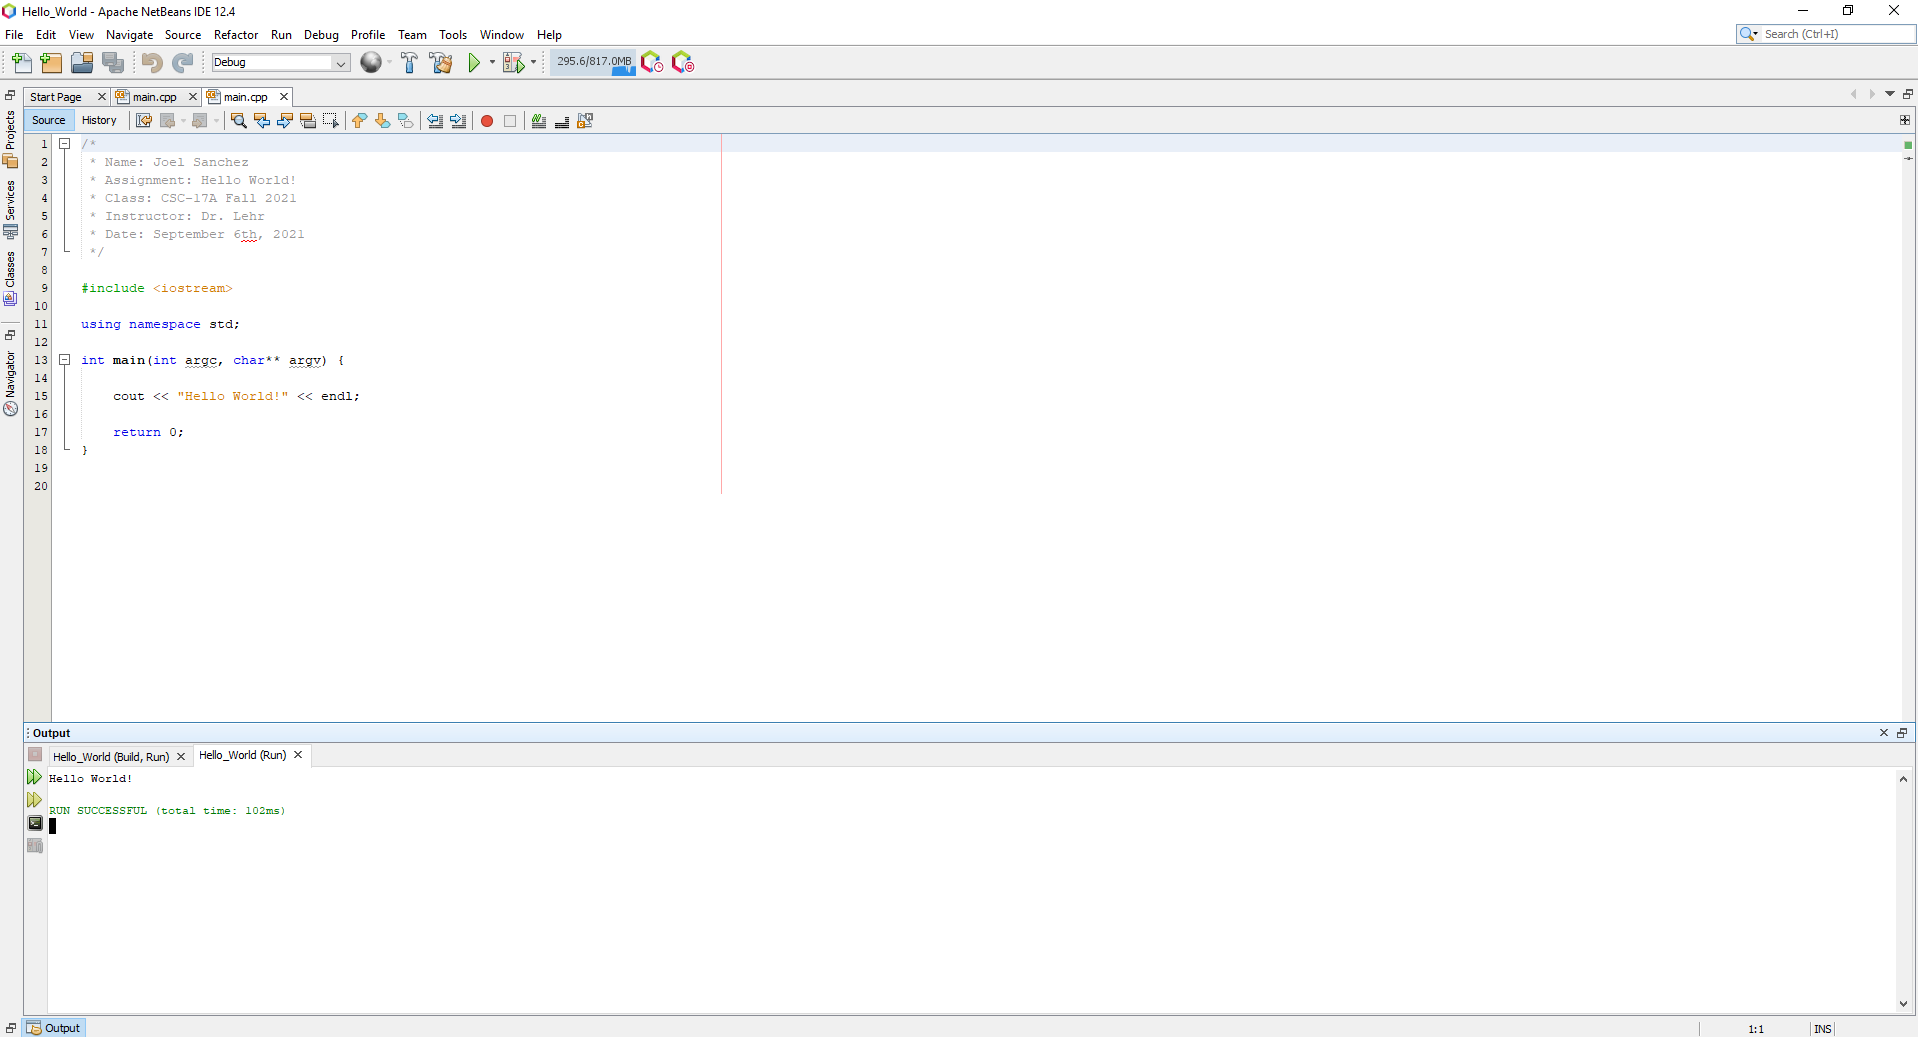 Hello_World - Apache NetBeans IDE 12.4
File Edit View Navigate Source Refactor Run Debug Profile Team Tools Window Help
Search (Ctrl+I)
Debug
295.6/817.0MB
Start Page main.cpp main.cpp
Source History
Projects
Services
Classes
Navigator
1 /*
2 * Name: Joel Sanchez
3 * Assignment: Hello World!
4 * Class: CSC-17A Fall 2021
5 * Instructor: Dr. Lehr
6 * Date: September 6th, 2021
7 */
8
9 #include <iostream>
10
11 using namespace std;
12
13 int main(int argc, char** argv) {
14
15 cout << "Hello World!" << endl;
16
17 return 0;
18 }
19
20
Output
Hello_World (Build, Run) Hello_World (Run)
Hello World!
RUN SUCCESSFUL (total time: 102ms)
Output
1:1 INS